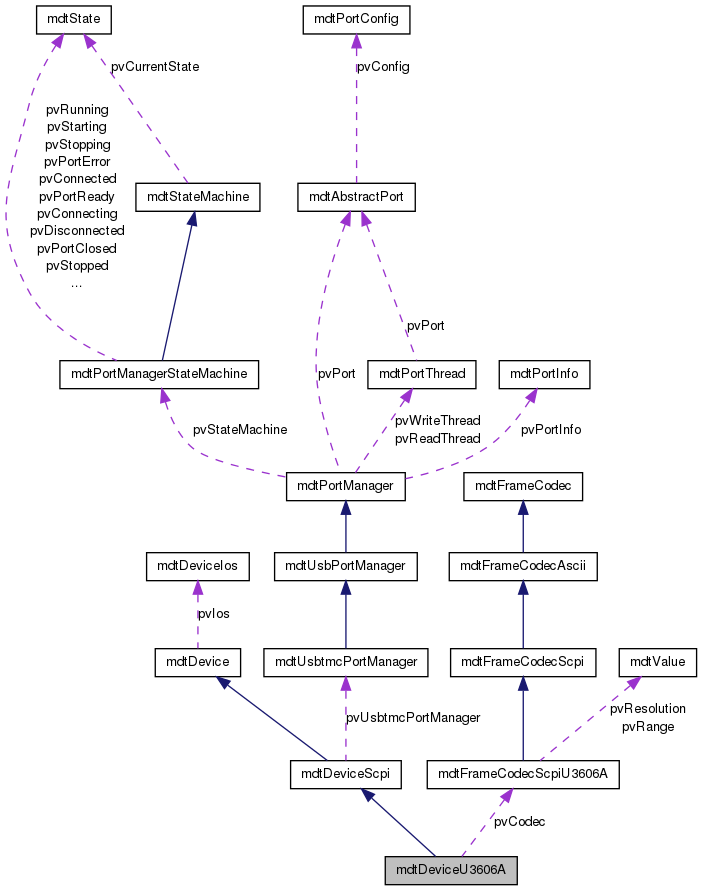 mdtState
mdtPortConfig
pvCurrentState
pvConfig
pvRunning
pvStarting
pvStopping
pvPortError
pvConnected
pvPortReady
pvConnecting
pvDisconnected
pvPortClosed
pvStopped
...
mdtStateMachine
mdtAbstractPort
pvPort
mdtPortManagerStateMachine
pvPort
mdtPortThread
mdtPortInfo
pvStateMachine
pvWriteThread
pvReadThread
pvPortInfo
mdtPortManager
mdtFrameCodec
mdtDeviceIos
mdtUsbPortManager
mdtFrameCodecAscii
pvIos
mdtDevice
mdtUsbtmcPortManager
mdtFrameCodecScpi
mdtValue
pvUsbtmcPortManager
pvResolution
pvRange
mdtDeviceScpi
mdtFrameCodecScpiU3606A
pvCodec
mdtDeviceU3606A